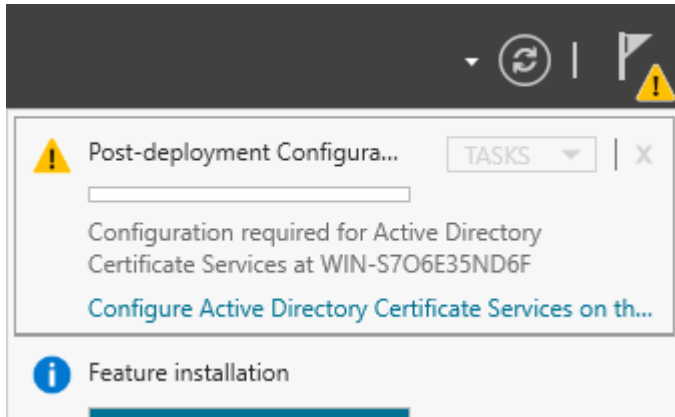 Post-deployment Configura...
TASKS
X
Configuration required for Active Directory
Certificate Services at WIN-S7O6E35ND6F
Configure Active Directory Certificate Services on th...
Feature installation